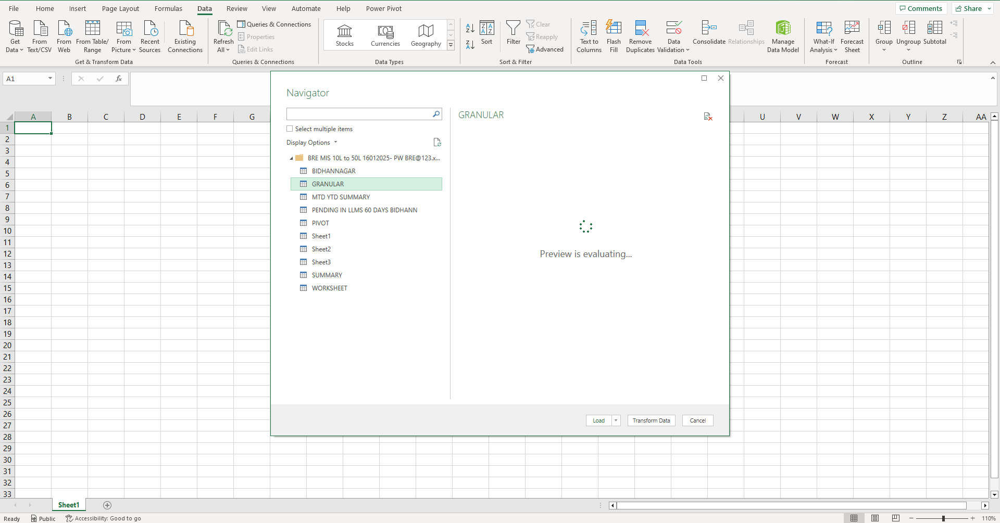 File Home Insert Page Layout Formulas Data Review View Automate Help Power Pivot Comments Share
Get Data
From Text/CSV
From Web
From Table/ Range
From Picture
Recent Sources
Existing Connections
Get & Transform Data
Refresh All
Queries & Connections
Properties
Edit Links
Queries & Connections
Stocks
Currencies
Geography
Data Types
Sort
Filter
Clear
Reapply
Advanced
Sort & Filter
Text to Columns
Flash Fill
Remove Duplicates
Data Validation
Consolidate
Relationships
Manage Data Model
Data Tools
What-If Analysis
Forecast Sheet
Forecast
Group
Ungroup
Subtotal
Outline
A1
fx
A B C D E F G U V W X Y Z AA
1
2
3
4
5
6
7
8
9
10
11
12
13
14
15
16
17
18
19
20
21
22
23
24
25
26
27
28
29
30
31
32
33
Navigator
Select multiple items
Display Options
BRE MIS 10L to 50L 16012025- PW BRE@123.x...
BIDHANNAGAR
GRANULAR
MTD YTD SUMMARY
PENDING IN LLMS 60 DAYS BIDHANN
PIVOT
Sheet1
Sheet2
Sheet3
SUMMARY
WORKSHEET
GRANULAR
Preview is evaluating...
Load Transform Data Cancel
Sheet1
Ready Public Accessibility: Good to go 110%